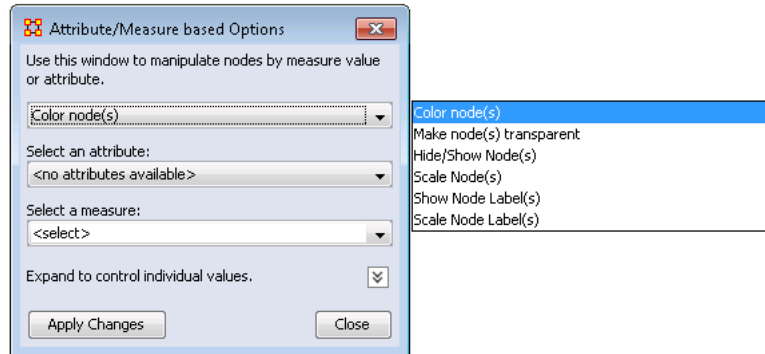 Attribute/Measure based Options
Use this window to manipulate nodes by measure value
or attribute.
Color node(s)
Select an attribute:
<no attributes available>
Select a measure:
<select>
Expand to control individual values.
Apply Changes
Close
Color node(s)
Make node(s) transparent
Hide/Show Node(s)
Scale Node(s)
Show Node Label(s)
Scale Node Label(s)